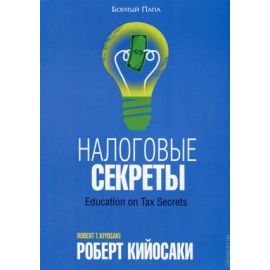 БОГАТЫЙ ПАПА
НАЛОГОВЫЕ
СЕКРЕТЫ
Education on Tax Secrets
ROBERT T. KIYOSAKI
РОБЕРТ КИЙОСАКИ